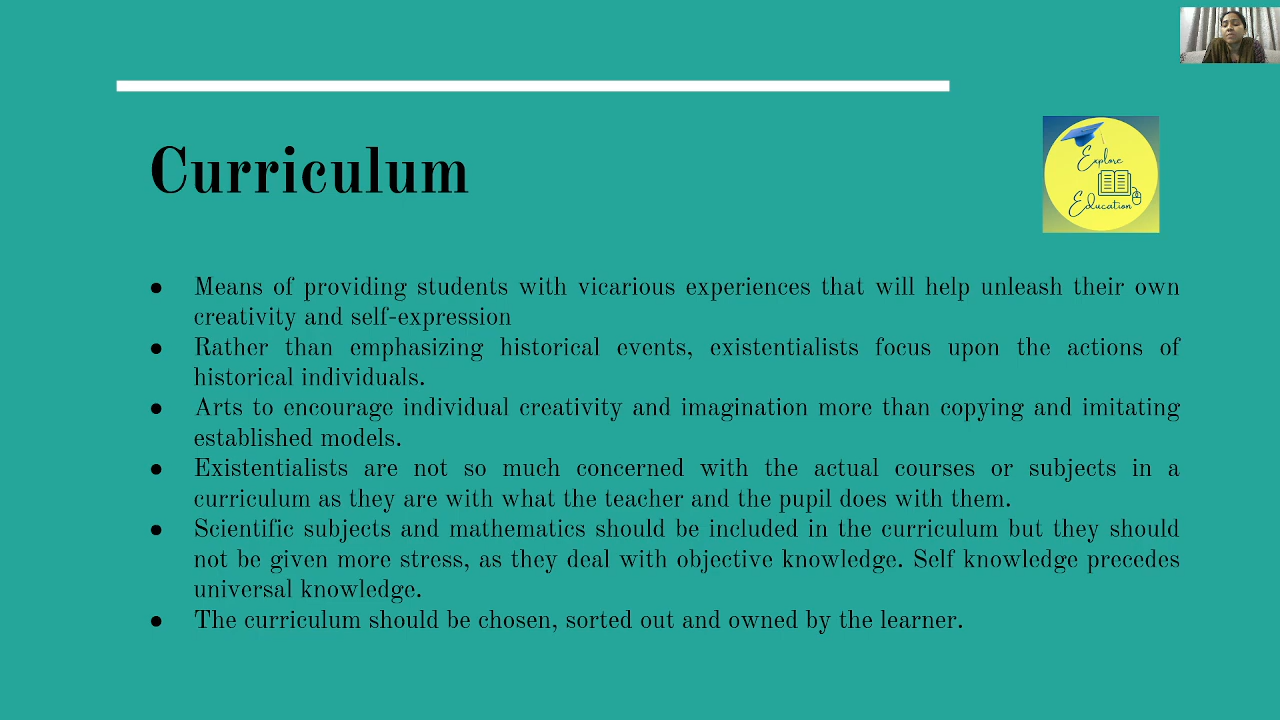 Curriculum
Explore
Education
● Means of providing students with vicarious experiences that will help unleash their own
creativity and self-expression
● Rather than emphasizing historical events, existentialists focus upon the actions of
historical individuals.
● Arts to encourage individual creativity and imagination more than copying and imitating
established models.
● Existentialists are not so much concerned with the actual courses or subjects in a
curriculum as they are with what the teacher and the pupil does with them.
● Scientific subjects and mathematics should be included in the curriculum but they should
not be given more stress, as they deal with objective knowledge. Self knowledge precedes
universal knowledge.
● The curriculum should be chosen, sorted out and owned by the learner.